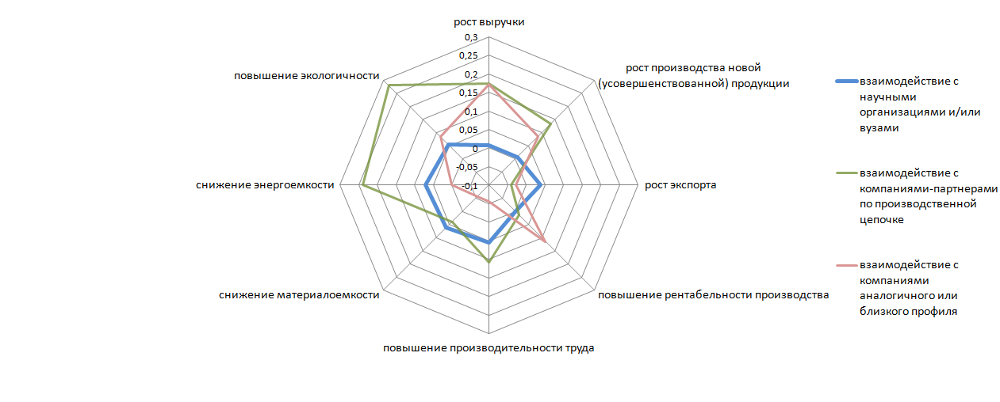 рост выручки
0,3
0,25
0,2
0,15
0,1
0,05
0
-0,05
-0,1
рост производства новой
(усовершенствованной) продукции
рост экспорта
повышение рентабельности производства
повышение производительности труда
снижение материалоемкости
снижение энергоемкости
повышение экологичности
взаимодействие с
научными
организациями и/или
вузами
взаимодействие с
компаниями-партнерами
по производственной
цепочке
взаимодействие с
компаниями
аналогичного или
близкого профиля